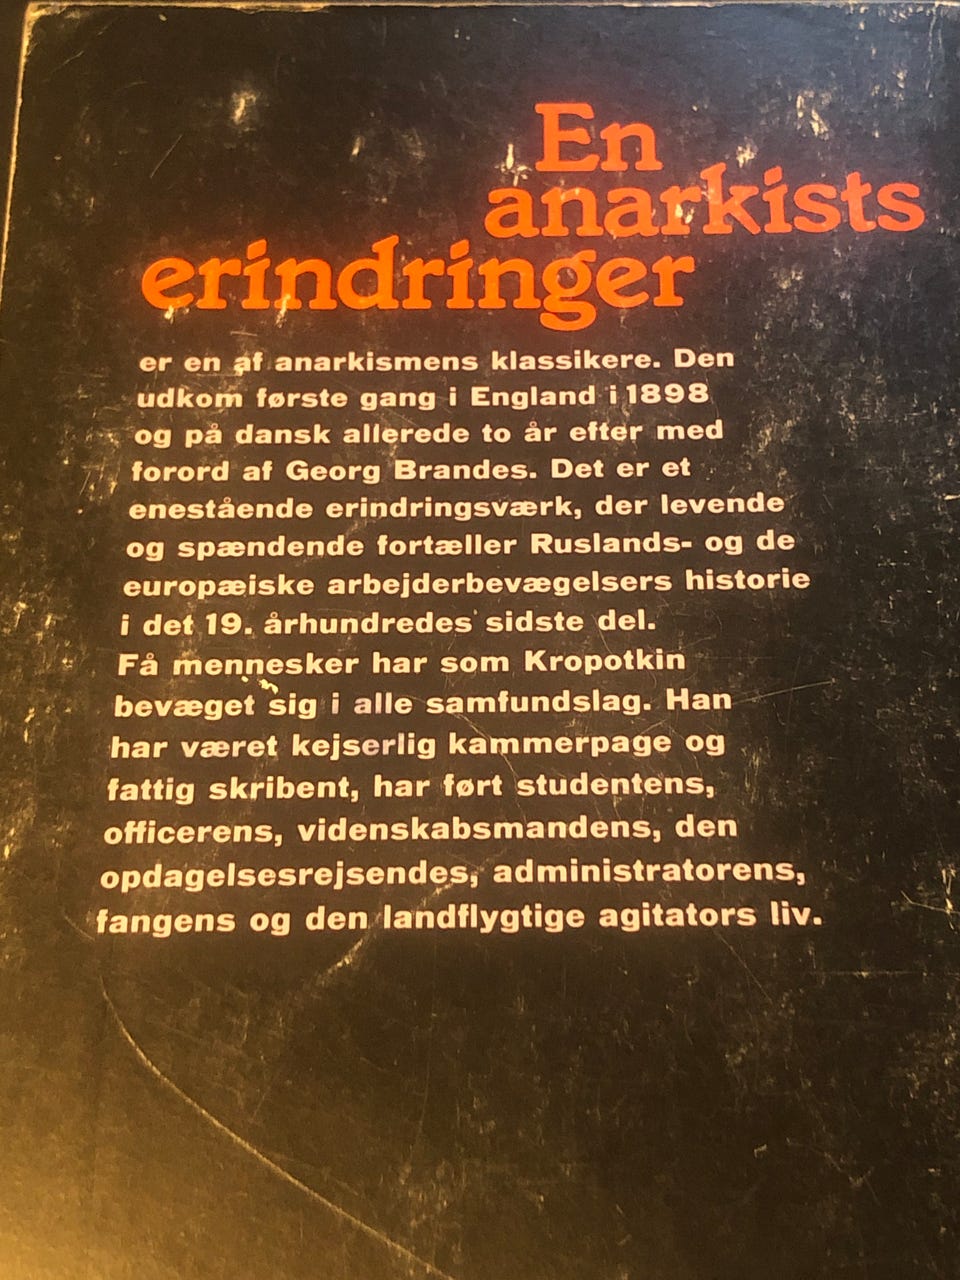 En
anarkists
erindringer
er en af anarkismens klassikere. Den
udkom første gang i England i 1898
og på dansk allerede to år efter med
forord af Georg Brandes. Det er et
enestående erindringsværk, der levende
og spændende fortæller Ruslands- og de
europæiske arbejderbevægelsers historie
i det 19. århundredes sidste del.
Få mennesker har som Kropotkin
bevæget sig i alle samfundslag. Han
har været kejserlig kammerpage og
fattig skribent, har ført studentens,
officerens, videnskabsmandens, den
opdagelsesrejsendes, administratorens,
fangens og den landflygtige agitators liv.